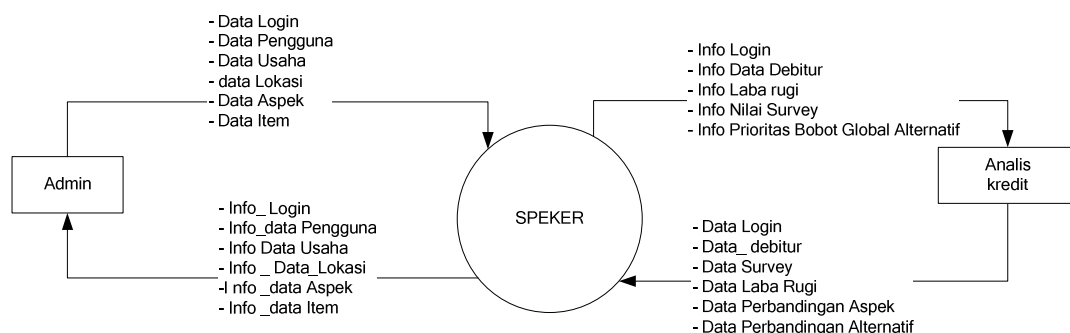 - Data Login
- Data Pengguna
- Data Usaha
- data Lokasi
- Data Aspek
- Data Item
- Info Login
- Info Data Debitur
- Info Laba rugi
- Info Nilai Survey
- Info Prioritas Bobot Global Alternatif
Admin
SPEKER
Analis
kredit
- Info_ Login
- Info_data Pengguna
- Info Data Usaha
- Info _ Data_Lokasi
-I nfo _data Aspek
- Info _data Item
- Data Login
- Data_ debitur
- Data Survey
- Data Laba Rugi
- Data Perbandingan Aspek
- Data Perbandingan Alternatif